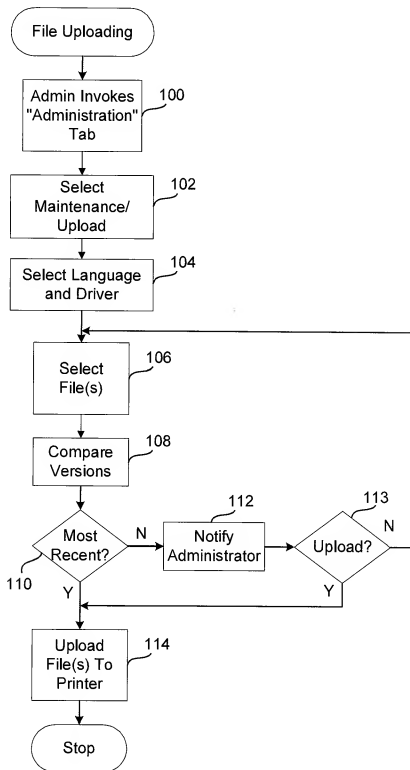 File Uploading
Admin Invokes
"Administration"
Tab
100
Select
Maintenance/
Upload
102
Select Language
and Driver
104
Select
File(s)
106
Compare
Versions
108
Most
Recent?
110
N
Y
Notify
Administrator
112
Upload?
113
N
Y
Upload
File(s) To
Printer
114
Stop